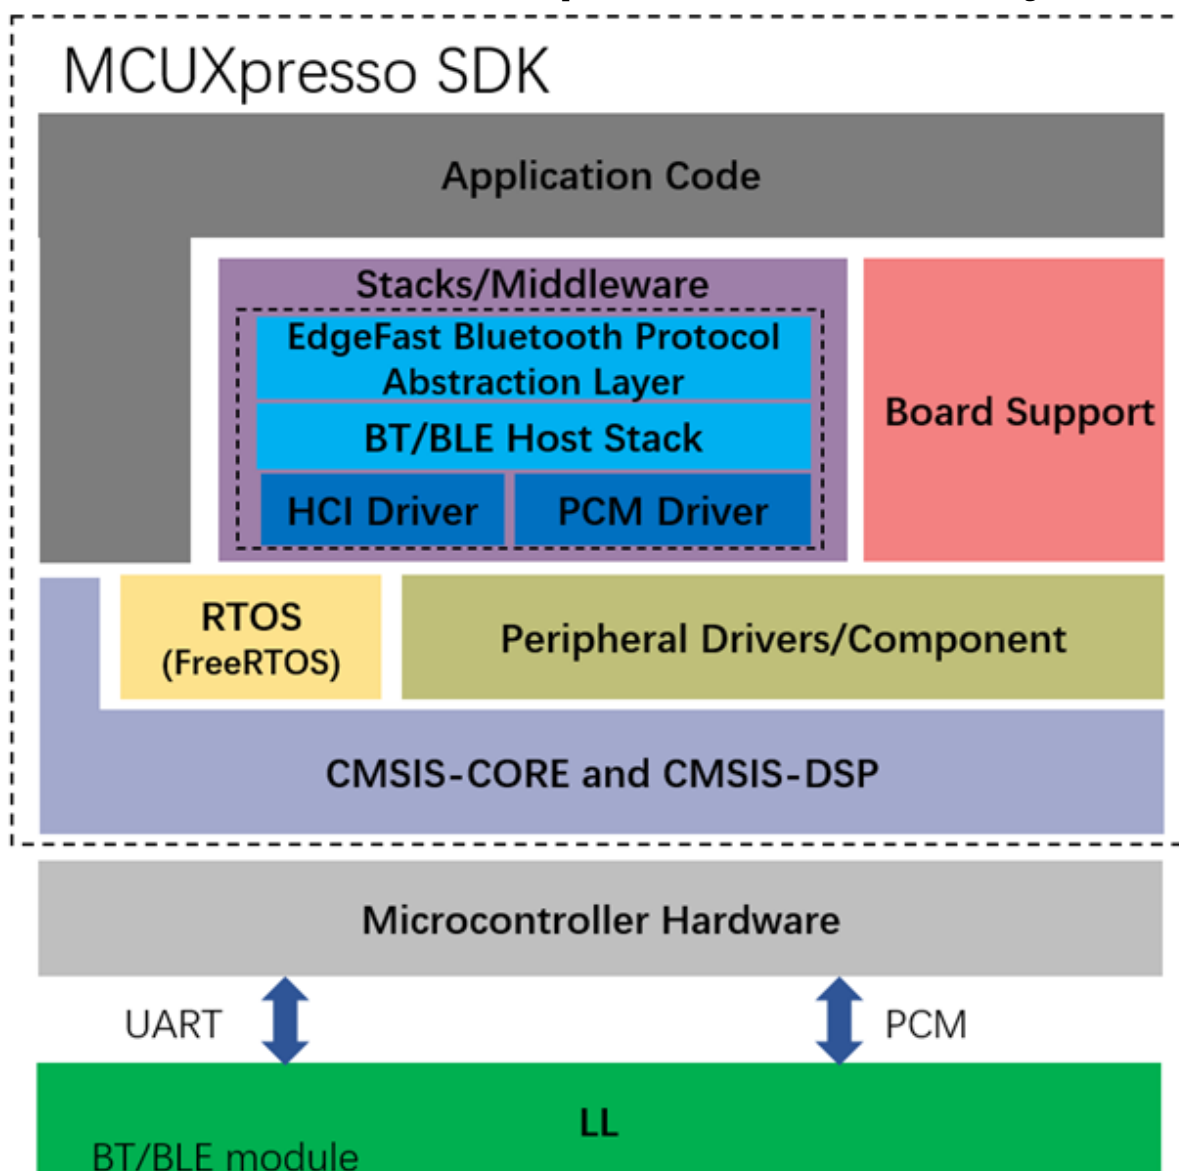 MCUXpresso SDK
Application Code
Stacks/Middleware
EdgeFast Bluetooth Protocol
Abstraction Layer
BT/BLE Host Stack
HCI Driver
PCM Driver
Board Support
RTOS
(FreeRTOS)
Peripheral Drivers/Component
CMSIS-CORE and CMSIS-DSP
Microcontroller Hardware
UART
PCM
LL
BT/BLE module